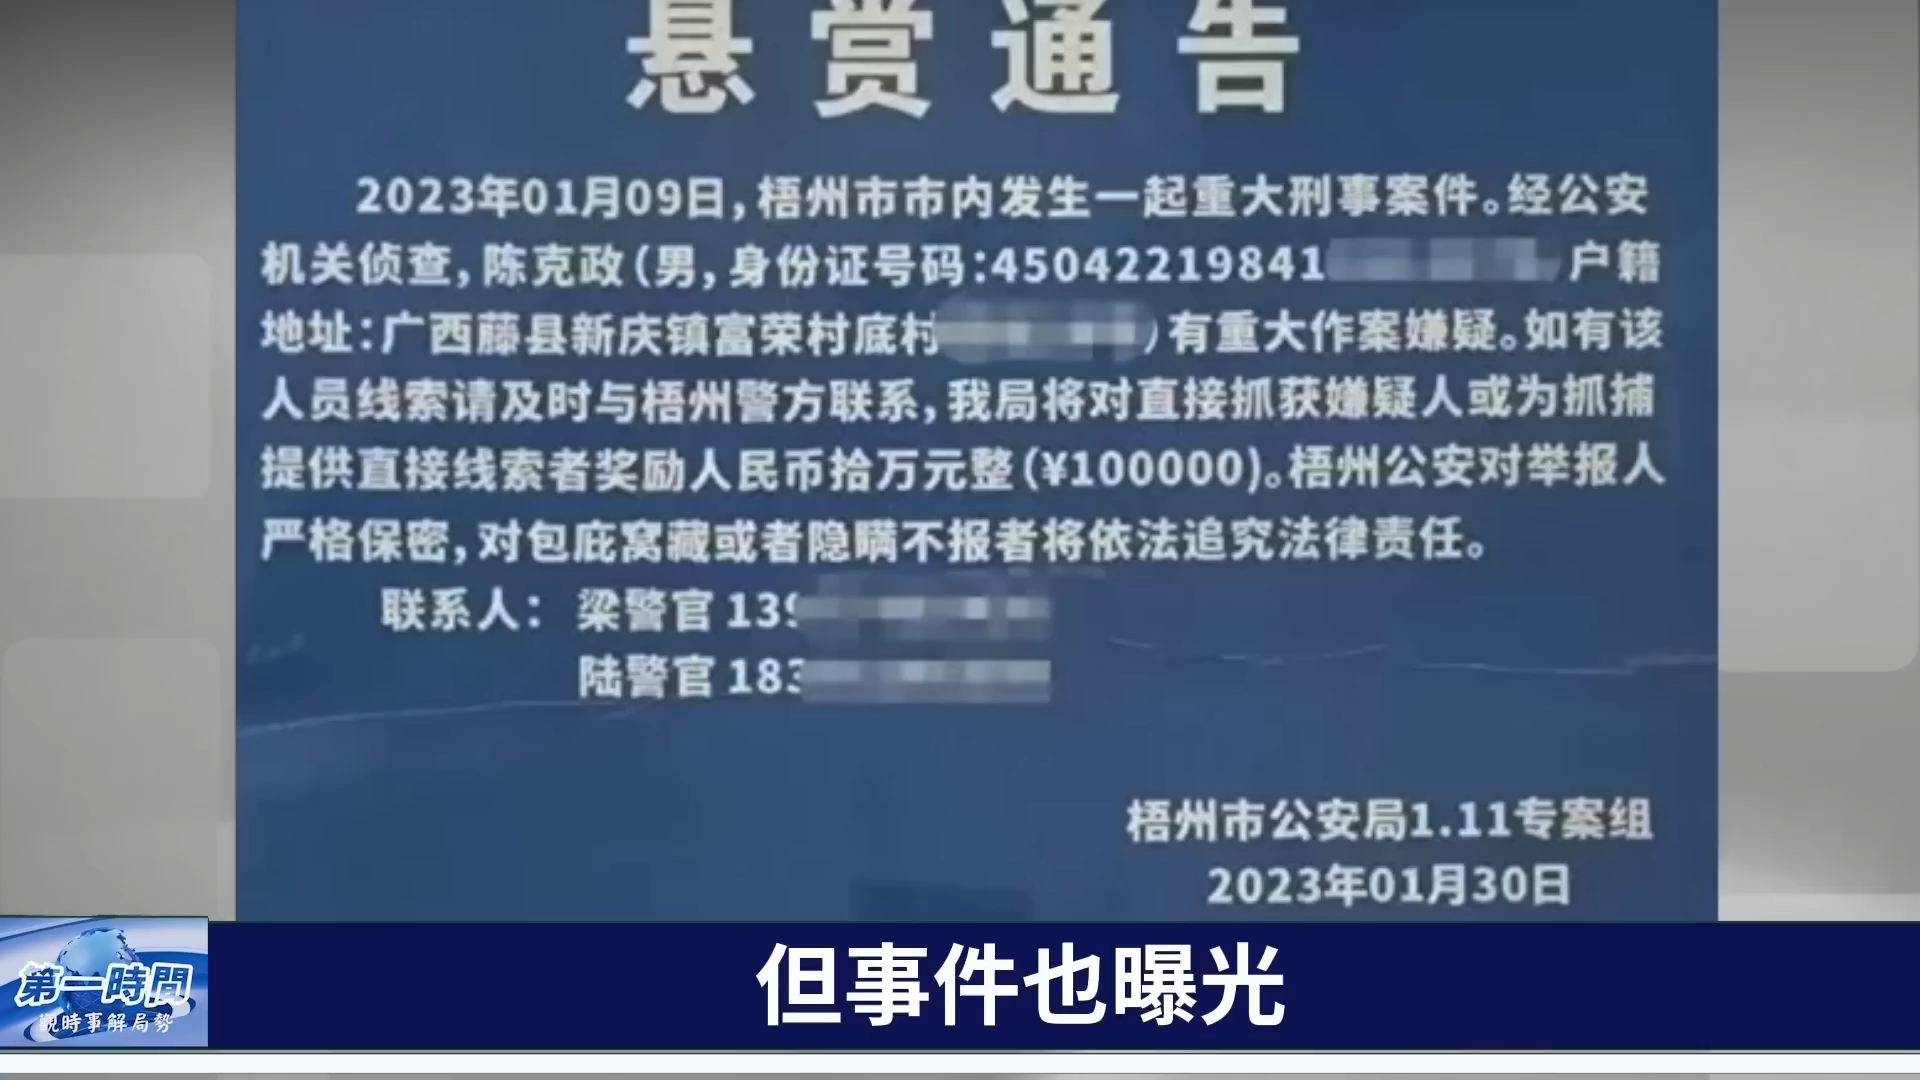 悬赏通告
2023年01月09日，梧州市市内发生一起重大刑事案件。经公安
机关侦查，陈克政（男，身份证号码：45042219841 户籍
地址：广西藤县新庆镇富荣村底村 ）有重大作案嫌疑。如有该
人员线索请及时与梧州警方联系，我局将对直接抓获嫌疑人或为抓捕
提供直接线索者奖励人民币拾万元整（¥100000）。梧州公安对举报人
严格保密，对包庇窝藏或者隐瞒不报者将依法追究法律责任。
联系人：梁警官 139
陆警官 183
梧州市公安局1.11专案组
2023年01月30日
第一時間
觀時事解局勢
但事件也曝光